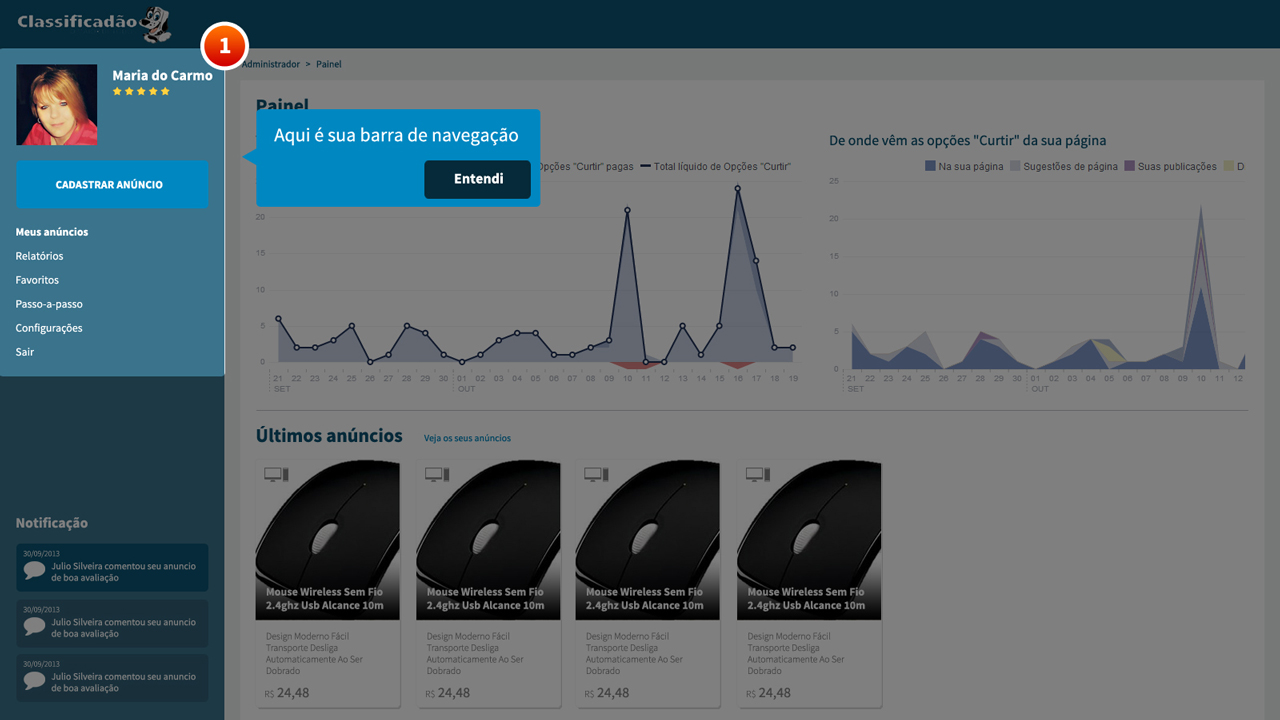 Classificadão
1
Maria do Carmo
CADASTRAR ANÚNCIO
Meus anúncios
Relatórios
Favoritos
Passo-a-passo
Configurações
Sair
Notificação
30/09/2013
Julio Silveira comentou seu anuncio
de boa avaliação
30/09/2013
Julio Silveira comentou seu anuncio
de boa avaliação
30/09/2013
Julio Silveira comentou seu anuncio
de boa avaliação
Administrador > Painel
Painel
Aqui é sua barra de navegação
Entendi
Opções "Curtir" pagas Total líquido de Opções "Curtir"
20
15
10
5
0
21 22 23 24 25 26 27 28 29 30 01 02 03 04 05 06 07 08 09 10 11 12 13 14 15 16 17 18 19
SET OUT
De onde vêm as opções "Curtir" da sua página
Na sua página Sugestões de página Suas publicações D
25
20
15
10
5
0
21 22 23 24 25 26 27 28 29 30 01 02 03 04 05 06 07 08 09 10 11 12
SET OUT
Últimos anúncios Veja os seus anúncios
Mouse Wireless Sem Fio
2.4ghz Usb Alcance 10m
Design Moderno Fácil
Transporte Desliga
Automaticamente Ao Ser
Dobrado
R$ 24,48
Mouse Wireless Sem Fio
2.4ghz Usb Alcance 10m
Design Moderno Fácil
Transporte Desliga
Automaticamente Ao Ser
Dobrado
R$ 24,48
Mouse Wireless Sem Fio
2.4ghz Usb Alcance 10m
Design Moderno Fácil
Transporte Desliga
Automaticamente Ao Ser
Dobrado
R$ 24,48
Mouse Wireless Sem Fio
2.4ghz Usb Alcance 10m
Design Moderno Fácil
Transporte Desliga
Automaticamente Ao Ser
Dobrado
R$ 24,48